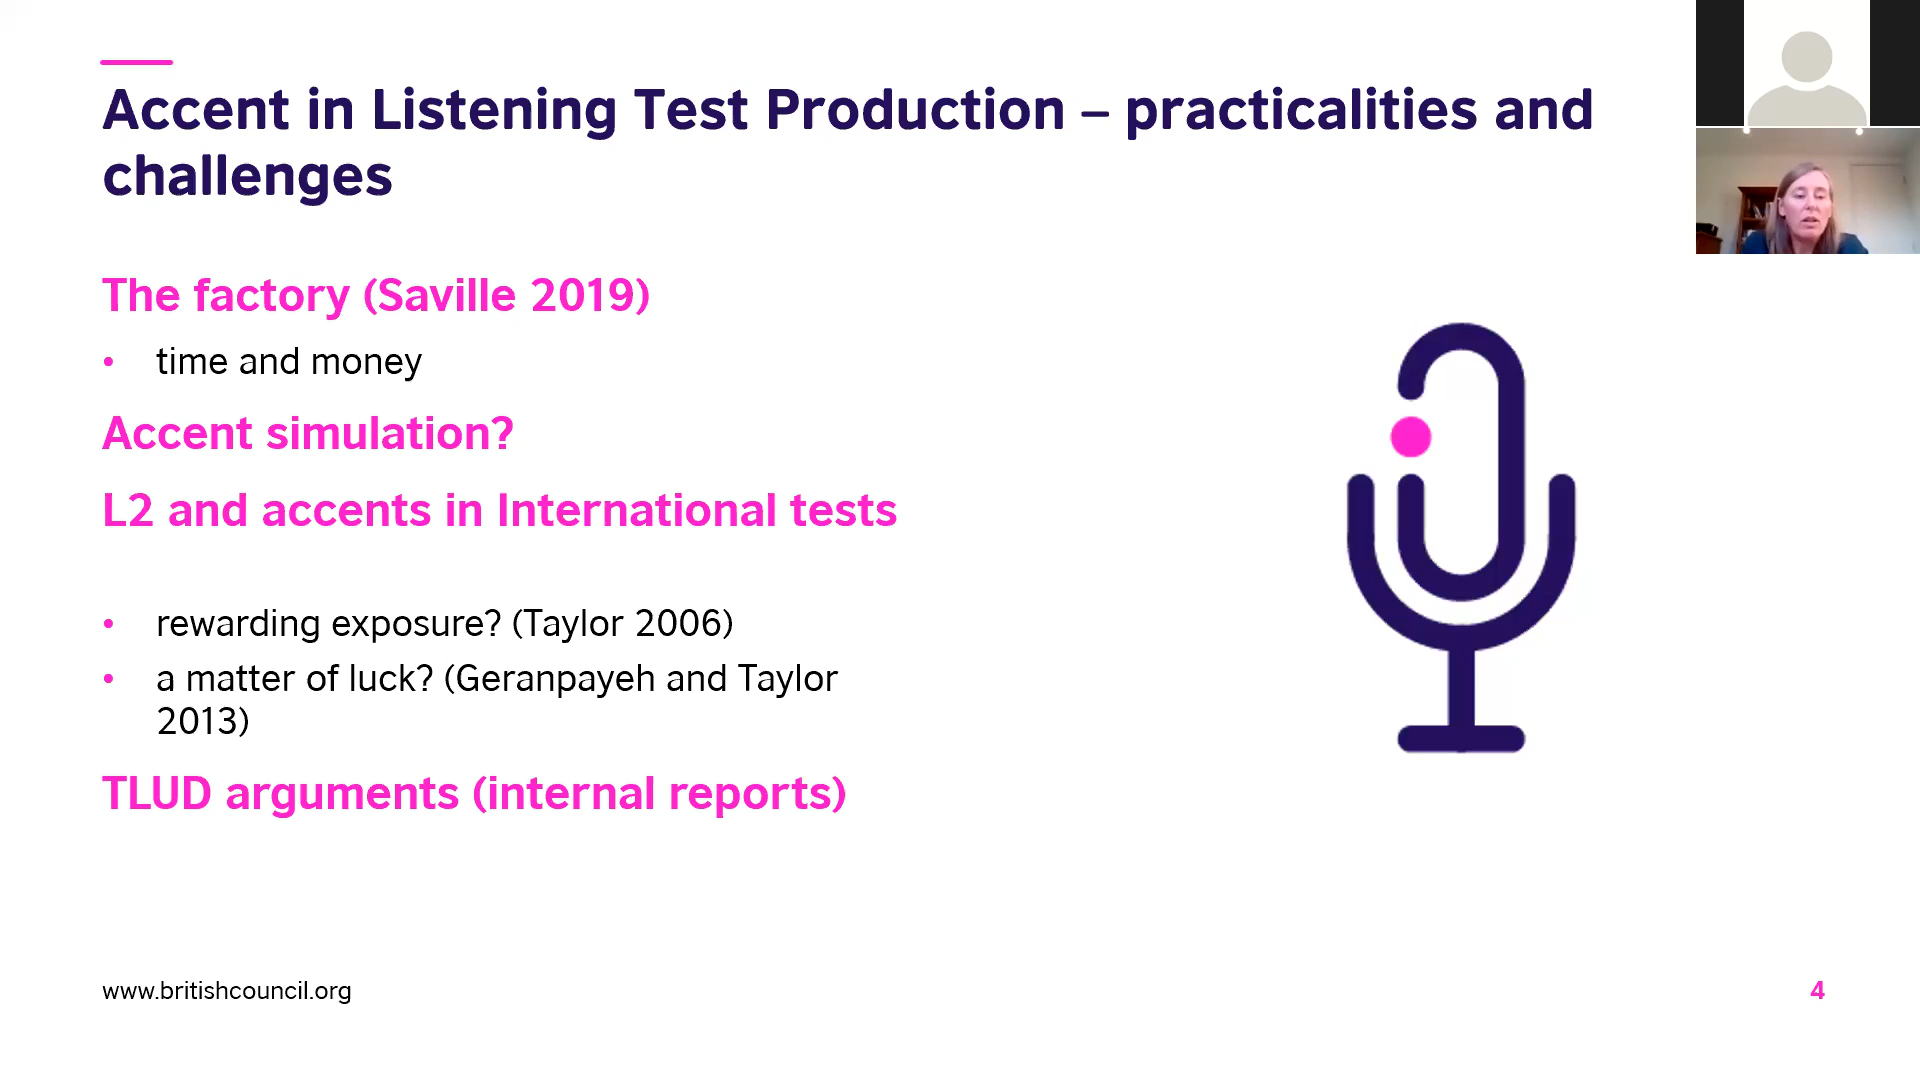 Accent in Listening Test Production – practicalities and
challenges
The factory (Saville 2019)
• time and money
Accent simulation?
L2 and accents in International tests
• rewarding exposure? (Taylor 2006)
• a matter of luck? (Geranpayeh and Taylor
2013)
TLUD arguments (internal reports)
www.britishcouncil.org
4